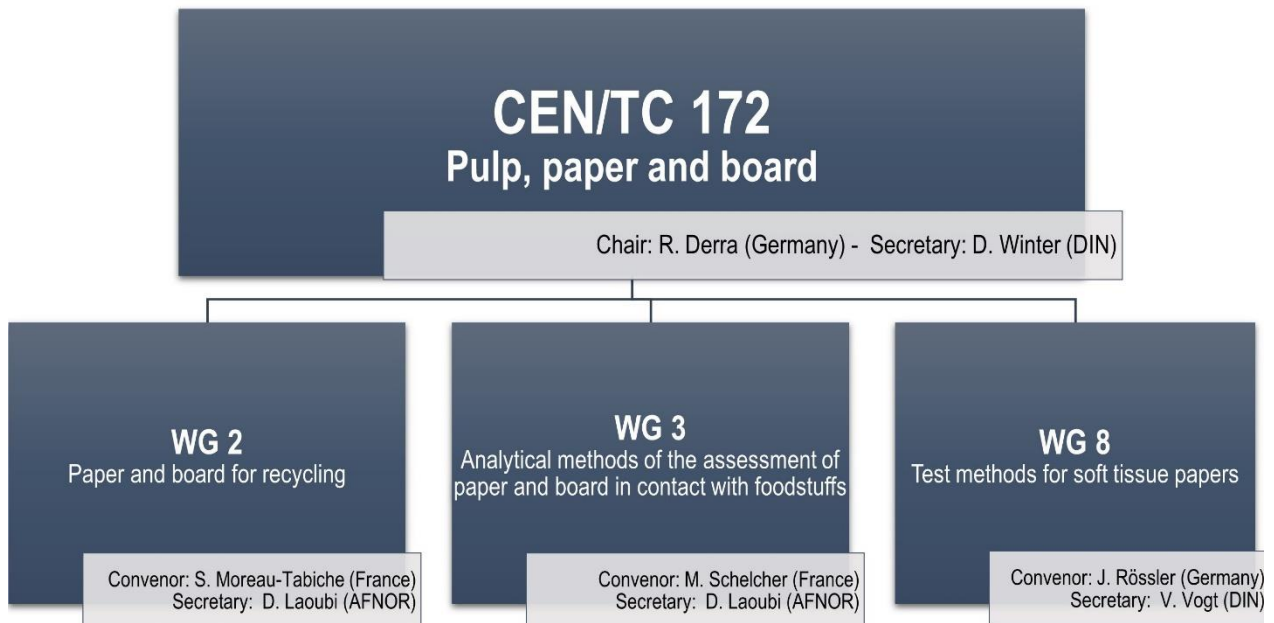 CEN/TC 172
Pulp, paper and board
Chair: R. Derra (Germany) - Secretary: D. Winter (DIN)
WG 2
Paper and board for recycling
Convenor: S. Moreau-Tabiche (France)
Secretary: D. Laoubi (AFNOR)
WG 3
Analytical methods of the assessment of
paper and board in contact with foodstuffs
Convenor: M. Schelcher (France)
Secretary: D. Laoubi (AFNOR)
WG 8
Test methods for soft tissue papers
Convenor: J. Rössler (Germany)
Secretary: V. Vogt (DIN)